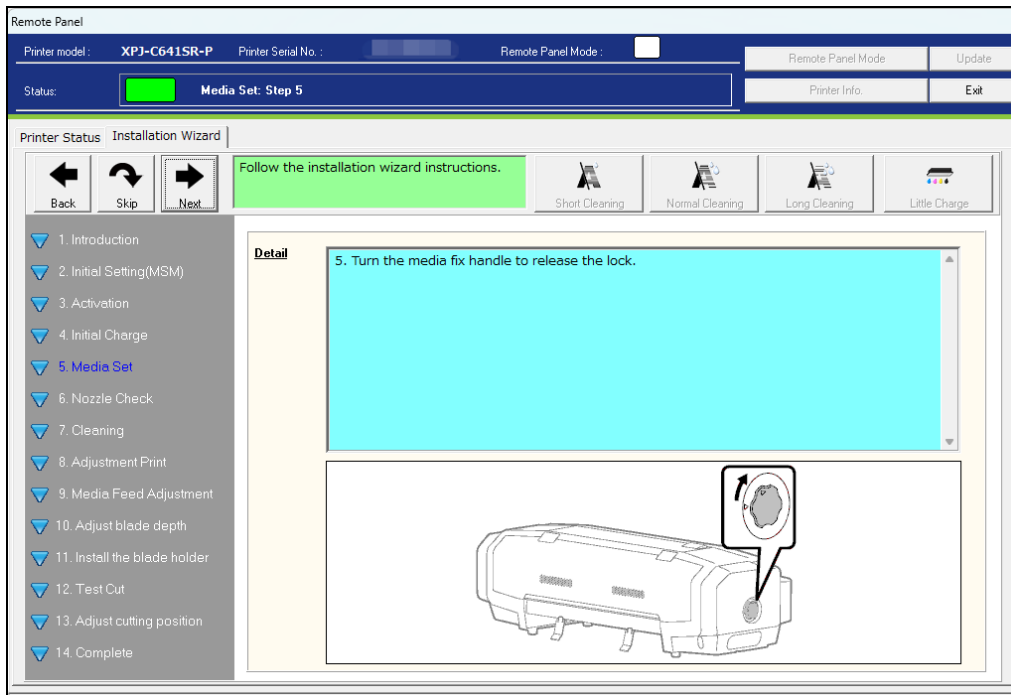 Remote Panel
Printer model : XPJ-C641SR-P Printer Serial No. : Remote Panel Mode :
Remote Panel Mode Update
Status: Media Set: Step 5
Printer Info. Exit
Printer Status Installation Wizard
Follow the installation wizard instructions.
Back Skip Next Short Cleaning Normal Cleaning Long Cleaning Little Charge
1. Introduction
2. Initial Setting(MSM)
3. Activation
4. Initial Charge
5. Media Set
6. Nozzle Check
7. Cleaning
8. Adjustment Print
9. Media Feed Adjustment
10. Adjust blade depth
11. Install the blade holder
12. Test Cut
13. Adjust cutting position
14. Complete
Detail
5. Turn the media fix handle to release the lock.